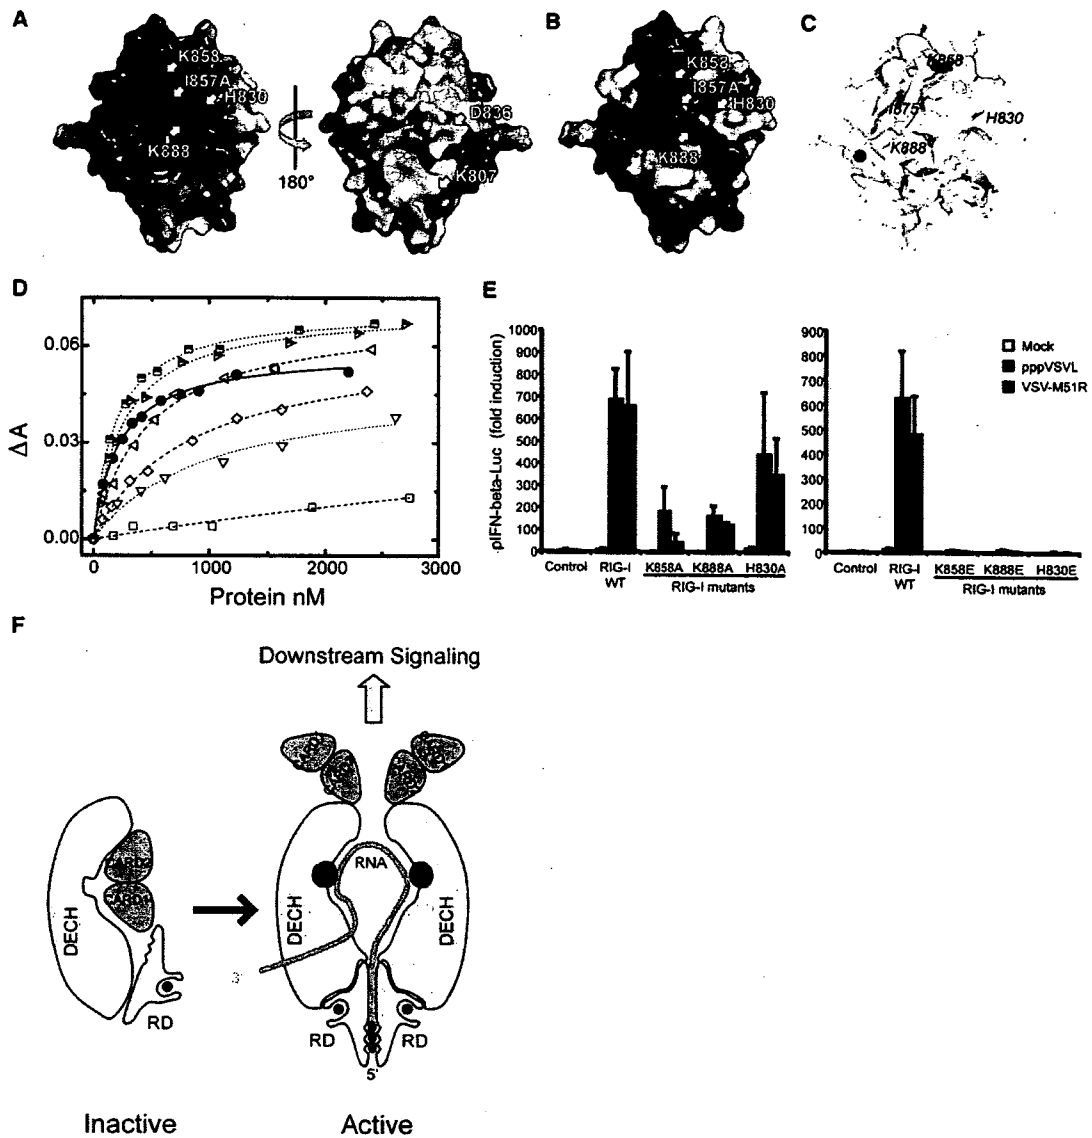 A
K858
I857A
H830
K888
180°
D836
K807
B
K858
I857A
H830
K888
C
K858
I875
H830
K888
D
ΔA
0.06
0.03
0.00
0
1000
2000
3000
Protein nM
E
pIFN-beta-Luc (fold induction)
1000
900
800
700
600
500
400
300
200
100
0
Control
RIG-I
WT
K858A
K888A
H830A
RIG-I mutants
900
800
700
600
500
400
300
200
100
0
Control
RIG-I
WT
K858E
K888E
H830E
RIG-I mutants
Mock
pppVSVL
VSV-M51R
F
Downstream Signaling
DECH
CARD2
CARD1
RD
RNA
DECH
DECH
3'
RD
RD
5'
Inactive
Active